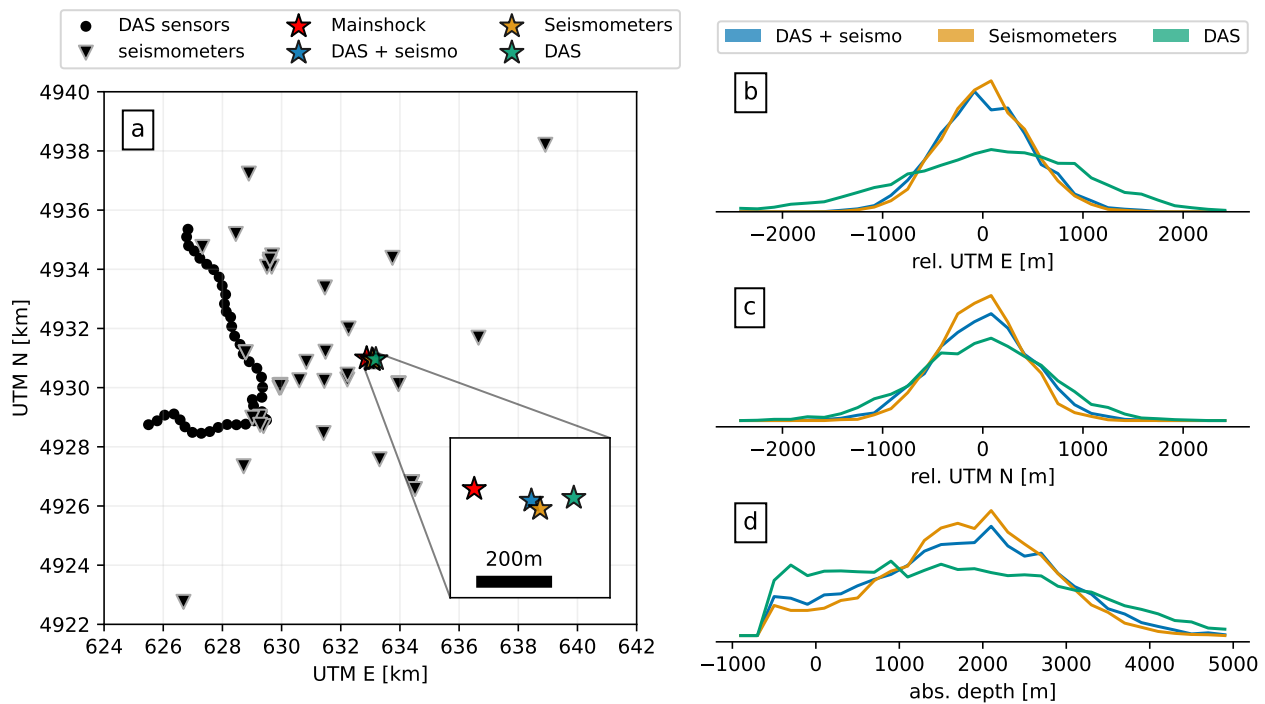 DAS sensors Mainshock Seismometers
seismometers DAS + seismo DAS
DAS + seismo Seismometers DAS
a
4940
4938
4936
4934
4932
4930
4928
4926
4924
4922
UTM N [km]
200m
624 626 628 630 632 634 636 638 640 642
UTM E [km]
b
−2000 −1000 0 1000 2000
rel. UTM E [m]
c
−2000 −1000 0 1000 2000
rel. UTM N [m]
d
−1000 0 1000 2000 3000 4000 5000
abs. depth [m]